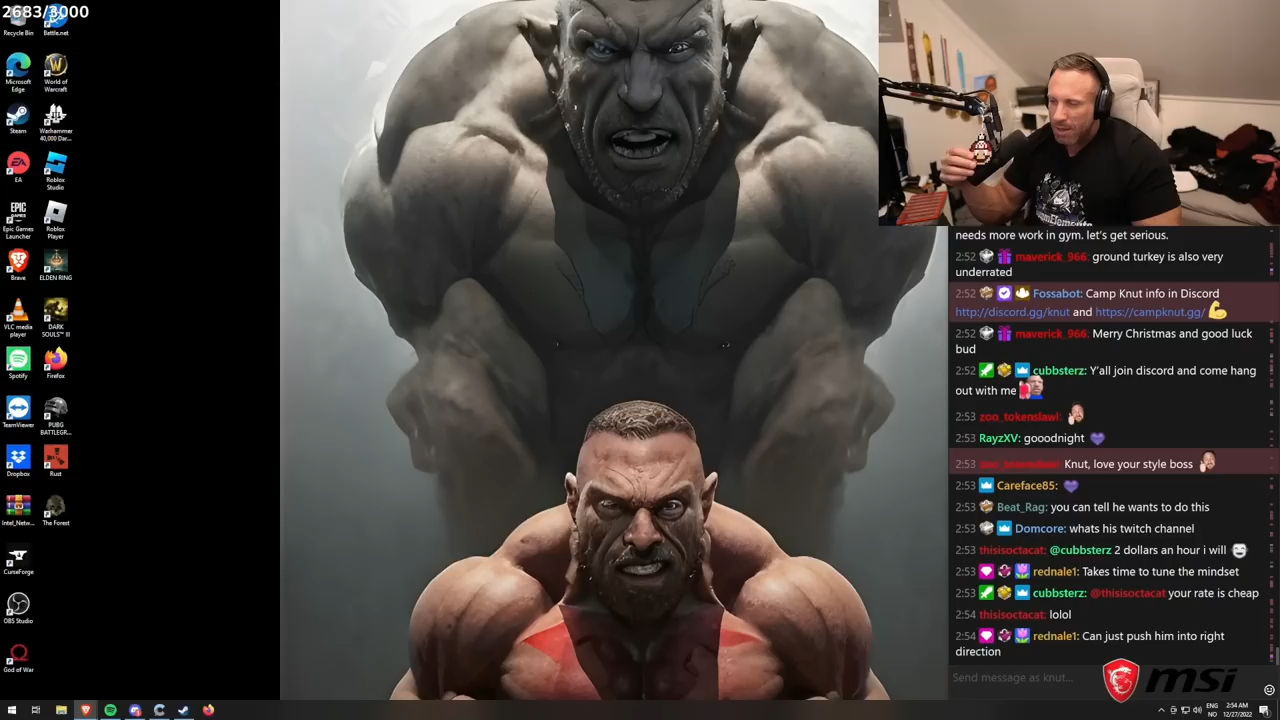 2683/3000
Recycle Bin
Battle.net
Microsoft
Edge
World of
Warcraft
Steam
Warhammer
40,000 Dar...
EA
Roblox
Studio
Epic Games
Launcher
Roblox
Player
Brave
ELDEN RING
VLC media
player
DARK
SOULS™ III
Spotify
Firefox
TeamViewer
PUBG
BATTLEGR...
Dropbox
Rust
Intel_Netw...
The Forest
CurseForge
OBS Studio
God of War
needs more work in gym. let's get serious.
2:52 maverick_966: ground turkey is also very
underrated
2:52 Fossabot: Camp Knut info in Discord
http://discord.gg/knut and https://campknut.gg/
2:52 maverick_966: Merry Christmas and good luck
bud
2:52 cubbsterz: Y'all join discord and come hang
out with me
2:53 zoo_tokenslawl:
2:53 RayzXV: gooodnight
2:53 zoo_tokenslawl: Knut, love your style boss
2:53 Careface85:
2:53 Beat_Rag: you can tell he wants to do this
2:53 Domcore: whats his twitch channel
2:53 thisisoctacat: @cubbsterz 2 dollars an hour i will
2:53 rednale1: Takes time to tune the mindset
2:53 cubbsterz: @thisisoctacat your rate is cheap
2:54 thisisoctacat: lolol
2:54 rednale1: Can just push him into right
direction
Send message as knut...
msi
ENG
NO
2:54 AM
12/27/2022